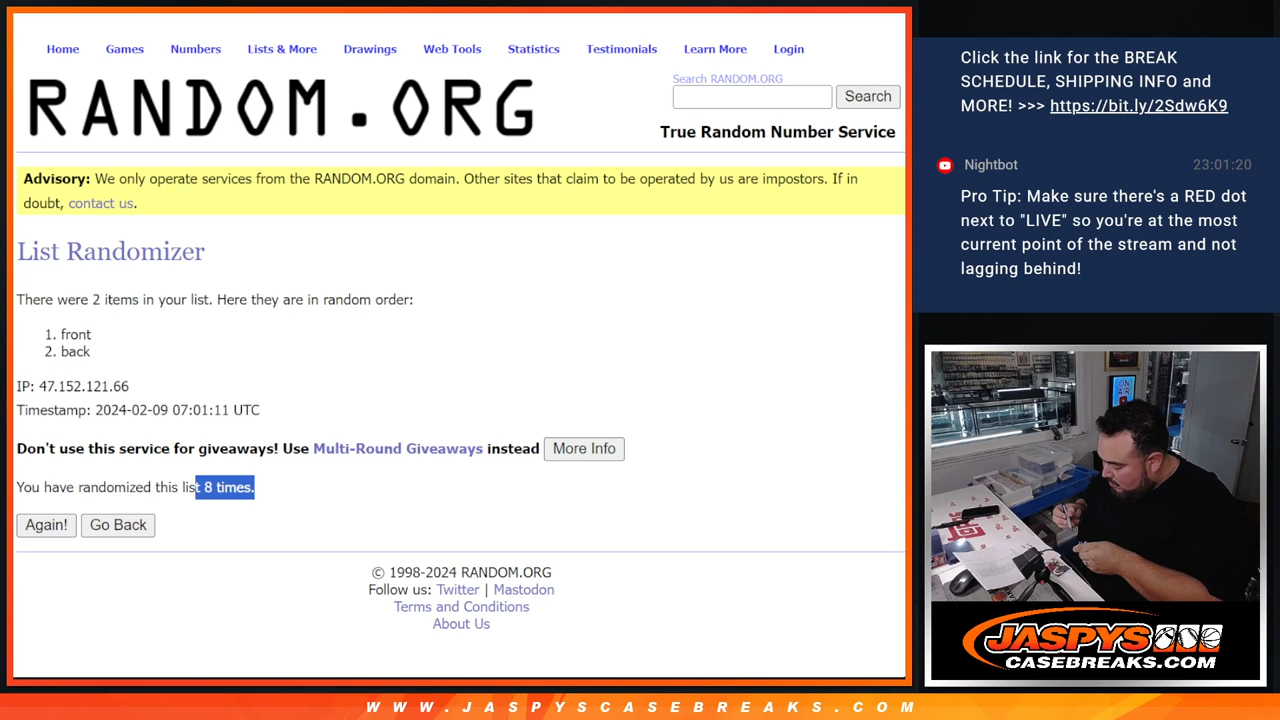 Home Games Numbers Lists & More Drawings Web Tools Statistics Testimonials Learn More Login
RANDOM.ORG
Search RANDOM.ORG
Search
True Random Number Service
Advisory: We only operate services from the RANDOM.ORG domain. Other sites that claim to be operated by us are impostors. If in
doubt, contact us.
List Randomizer
There were 2 items in your list. Here they are in random order:
1. front
2. back
IP: 47.152.121.66
Timestamp: 2024-02-09 07:01:11 UTC
Don't use this service for giveaways! Use Multi-Round Giveaways instead More Info
You have randomized this list 8 times.
Again! Go Back
© 1998-2024 RANDOM.ORG
Follow us: Twitter | Mastodon
Terms and Conditions
About Us
Click the link for the BREAK
SCHEDULE, SHIPPING INFO and
MORE! >>> https://bit.ly/2Sdw6K9
Nightbot 23:01:20
Pro Tip: Make sure there's a RED dot
next to "LIVE" so you're at the most
current point of the stream and not
lagging behind!
ON AIR
JASPYS
CASEBREAKS.COM
WWW.JASPYSCASEBREAKS.COM